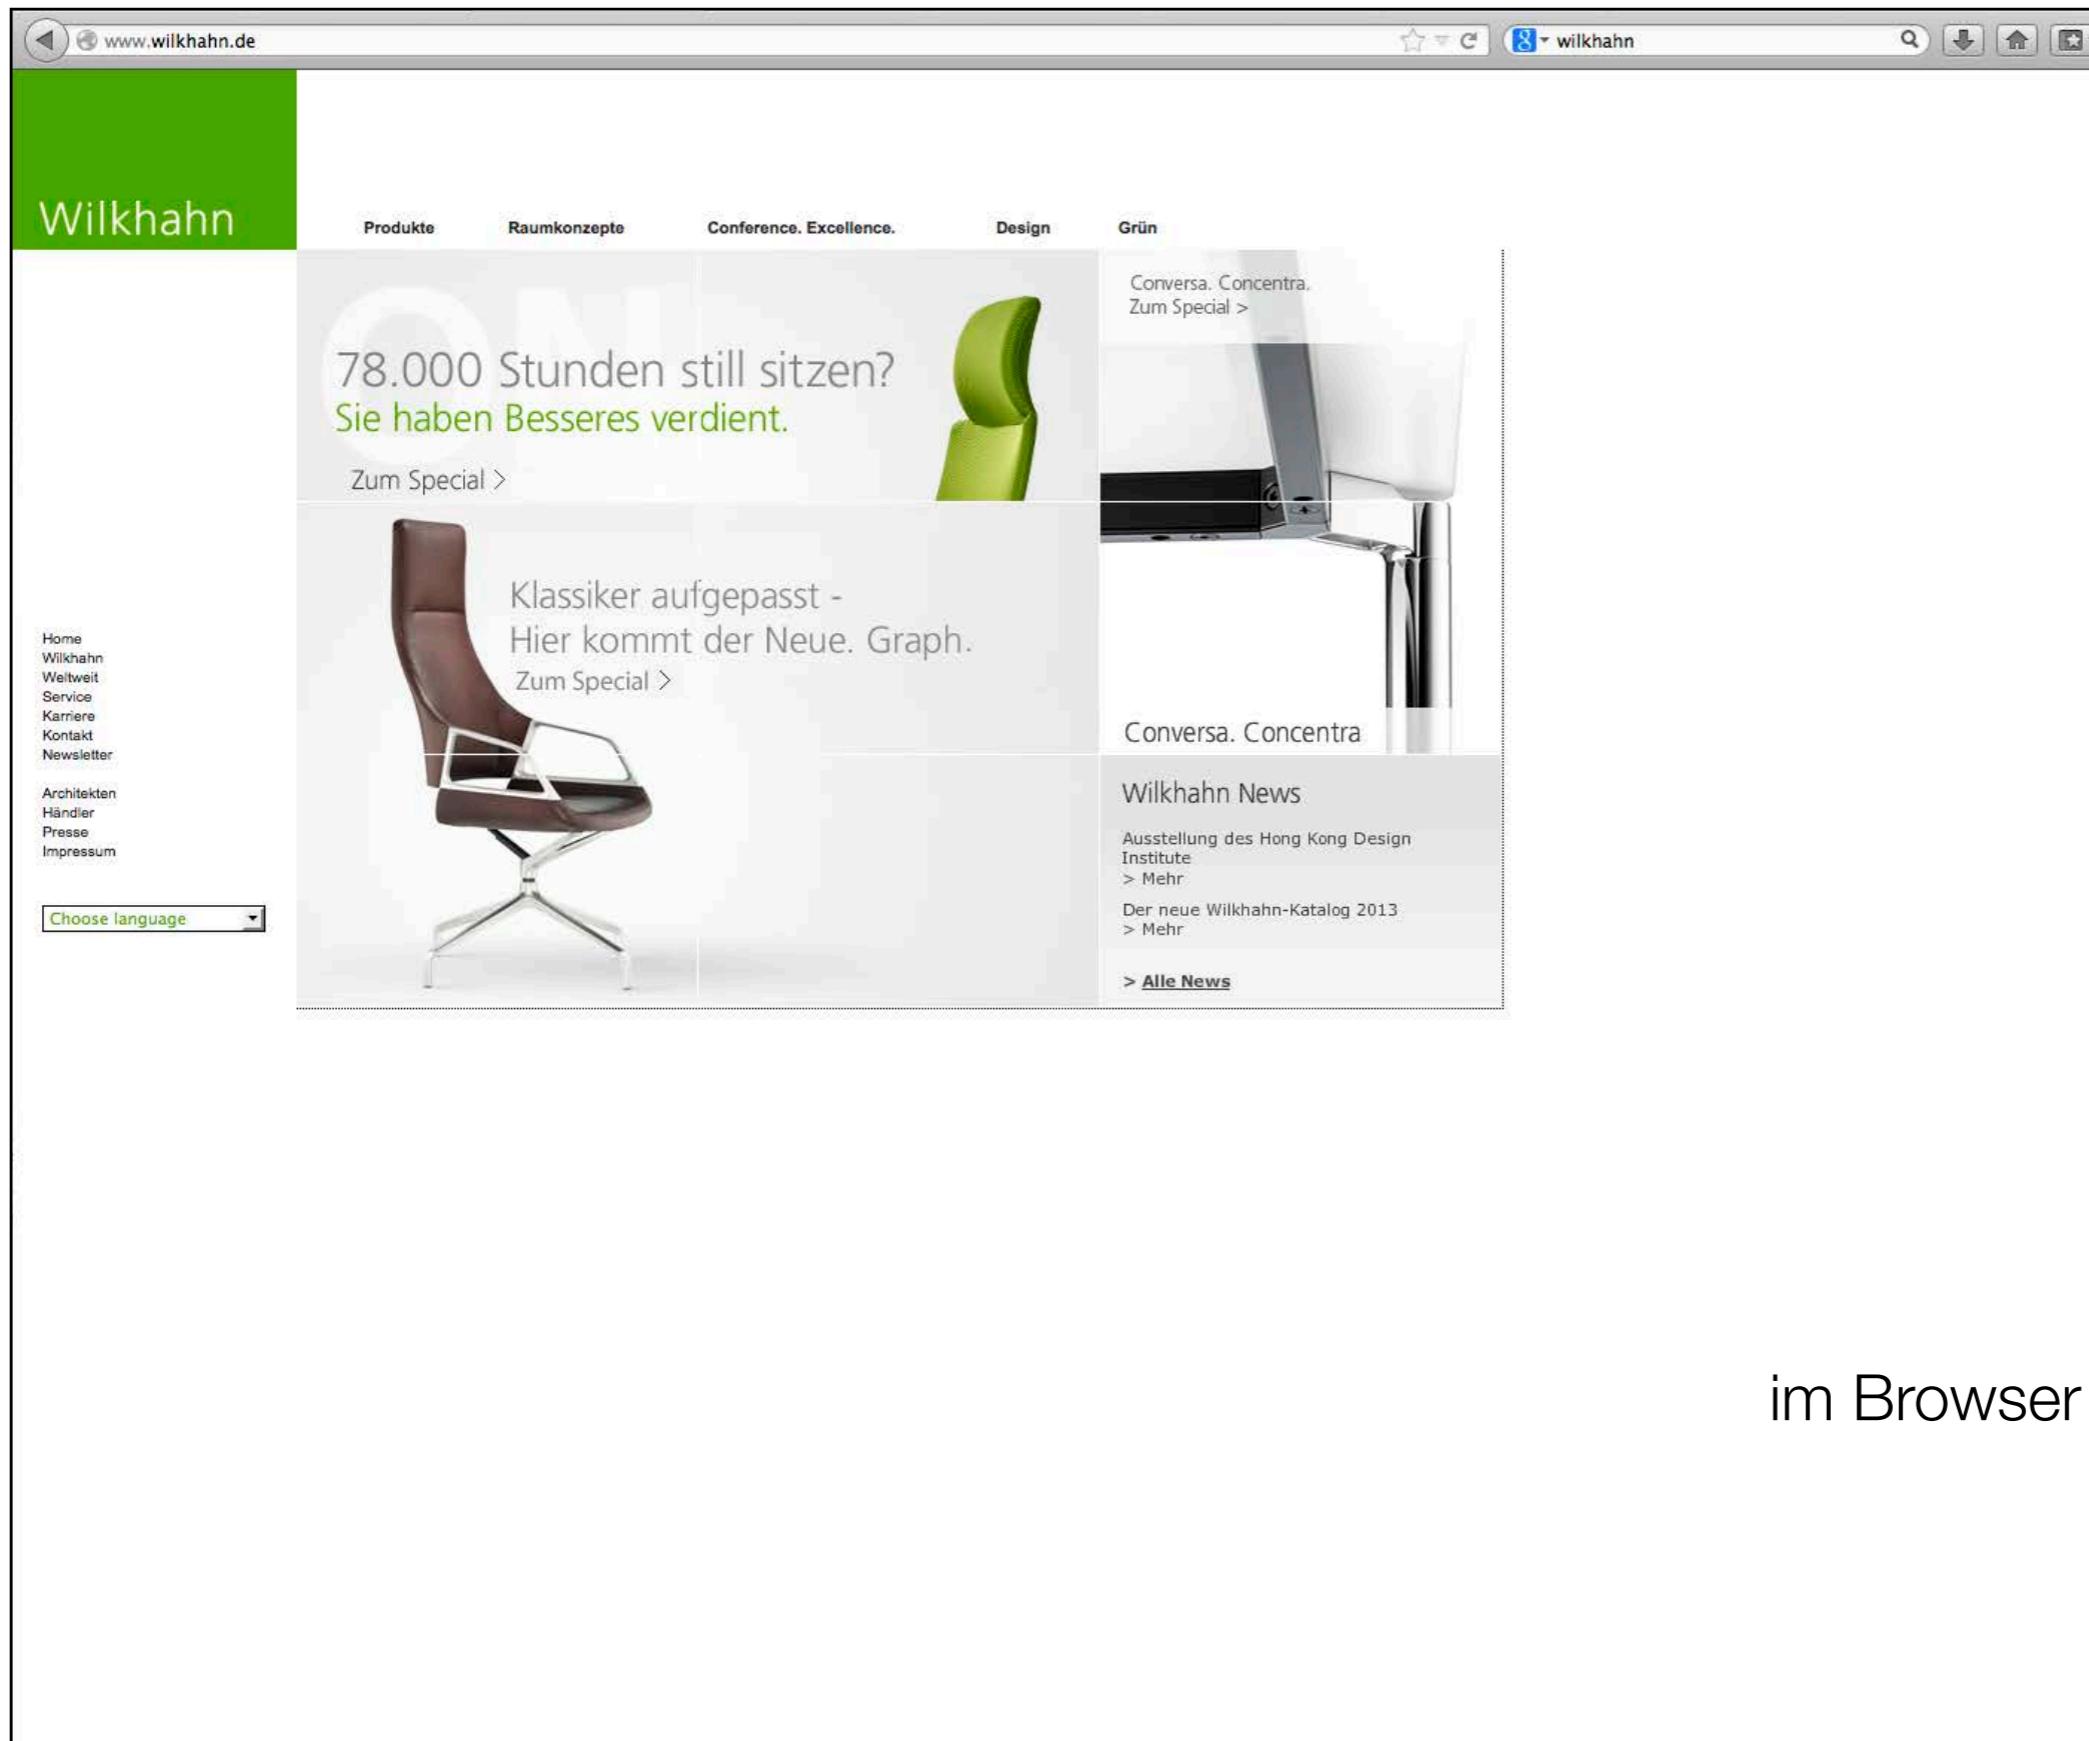 www.wilkhahn.de
wilkhahn
Wilkhahn
Produkte Raumkonzepte Conference. Excellence. Design Grün
ON
78.000 Stunden still sitzen?
Sie haben Besseres verdient.
Zum Special >
Conversa. Concentra.
Zum Special >
Klassiker aufgepasst -
Hier kommt der Neue. Graph.
Zum Special >
Conversa. Concentra
Home
Wilkhahn
Weltweit
Service
Karriere
Kontakt
Newsletter
Architekten
Händler
Presse
Impressum
Choose language
Wilkhahn News
Ausstellung des Hong Kong Design
Institute
> Mehr
Der neue Wilkhahn-Katalog 2013
> Mehr
> Alle News
im Browser